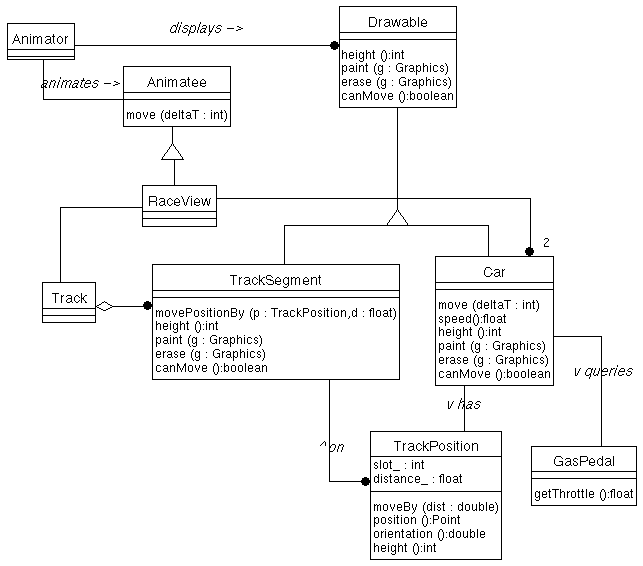 Drawable
displays ->
Animator
height ():int
paint (g : Graphics)
erase (g : Graphics)
canMove ():boolean
animates ->
Animatee
move (deltaT : int)
RaceView
2
TrackSegment
Car
Track
movePositionBy (p : TrackPosition,d : float)
height ():int
paint (g : Graphics)
erase (g : Graphics)
canMove ():boolean
move (deltaT : int)
speed():float
height ():int
paint (g : Graphics)
erase (g : Graphics)
canMove ():boolean
v queries
v has
^ on
TrackPosition
slot_ : int
distance_ : float
moveBy (dist : double)
position ():Point
orientation ():double
height ():int
GasPedal
getThrottle ():float